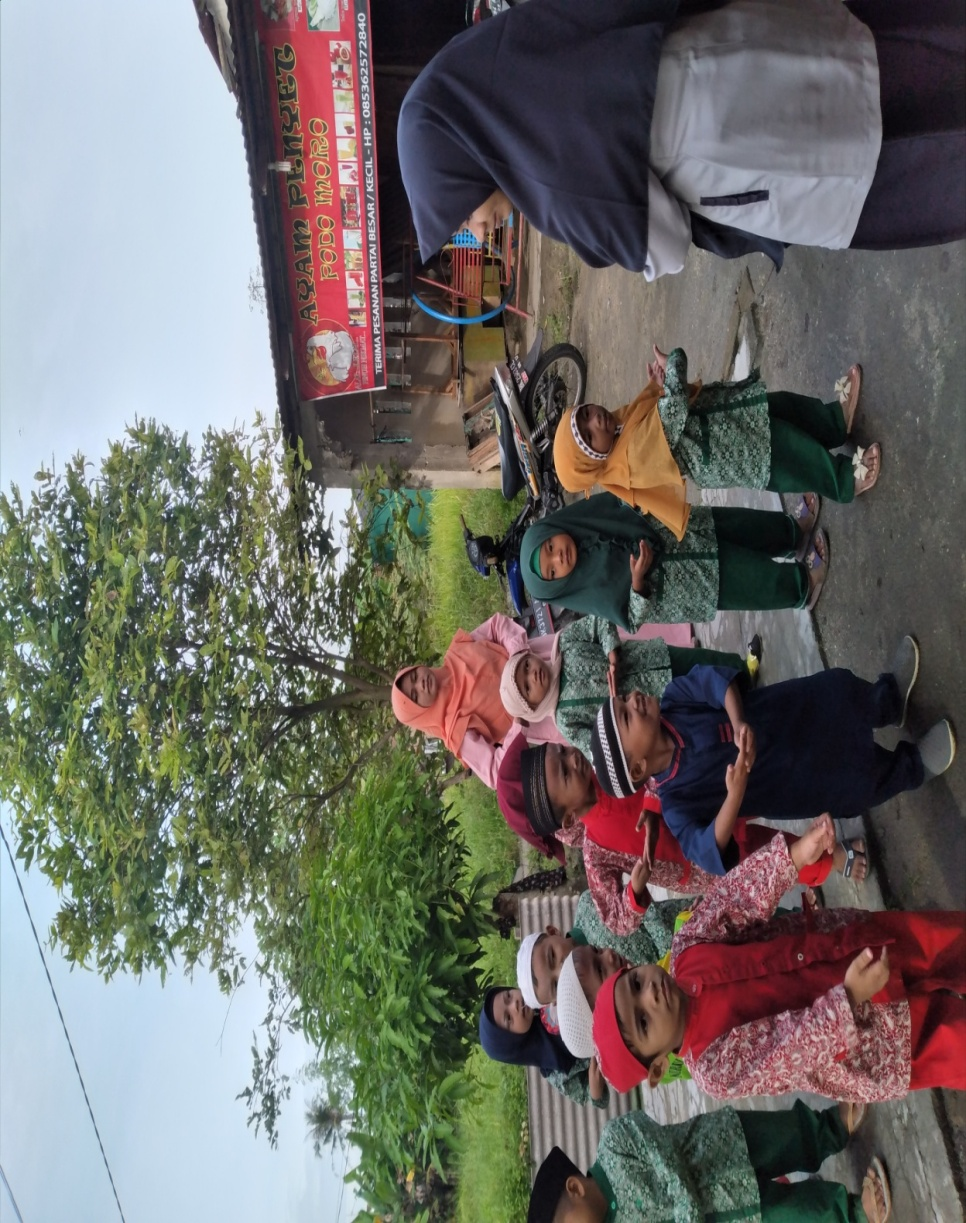 AYAM PENYET
PODO MORO
TERIMA PESANAN PARTAI BESAR / KECIL - HP : 085362572840